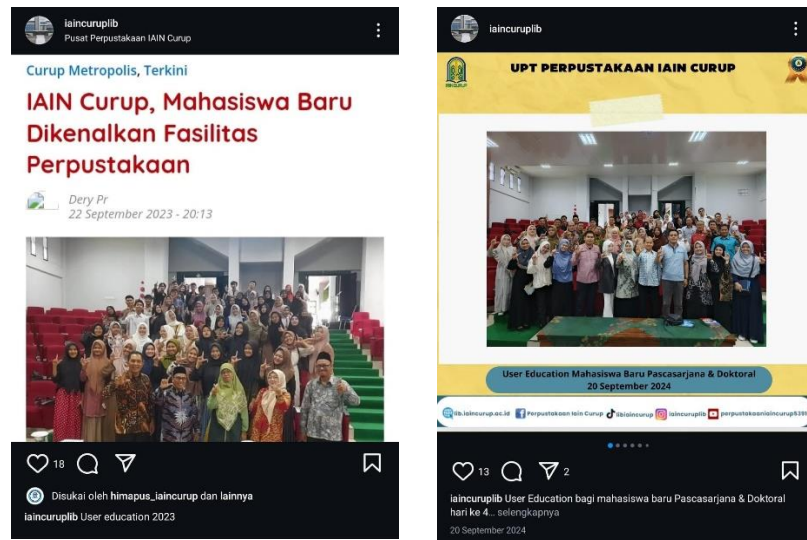 iaincuruplib
Pusat Perpustakaan IAIN Curup
Curup Metropolis, Terkini
IAIN Curup, Mahasiswa Baru
Dikenalkan Fasilitas
Perpustakaan
Dery Pr
22 September 2023 - 20:13
18
Disukai oleh himapus_iaincurup dan lainnya
iaincuruplib User education 2023
iaincuruplib
UPT PERPUSTAKAAN IAIN CURUP
IAIN CURUP
User Education Mahasiswa Baru Pascasarjana & Doktoral
20 September 2024
lib.iaincurup.ac.id Perpustakaan Iain Curup libiaincurup iaincuruplib
13 2
iaincuruplib User Education bagi mahasiswa baru Pascasarjana & Doktoral
hari ke 4... selengkapnya
20 September 2024